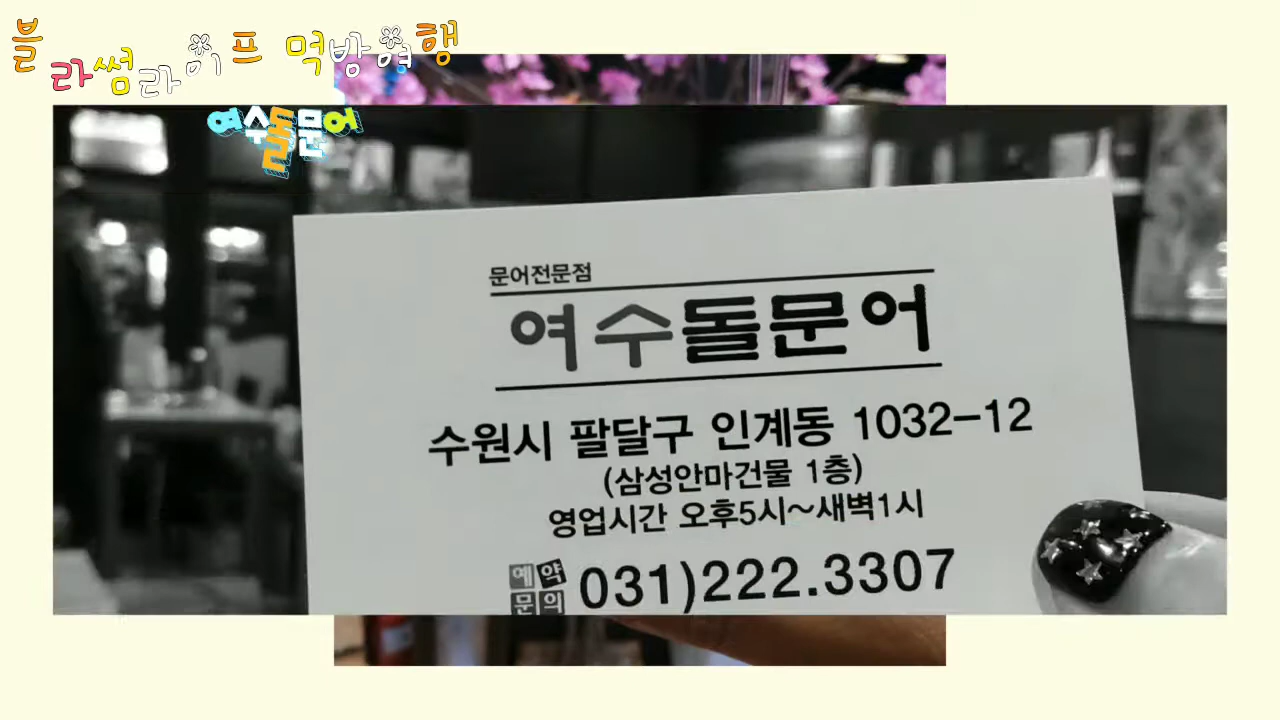 블라썸라이프 먹방여행
여수돌문어
문어전문점
여수돌문어
수원시 팔달구 인계동 1032-12
(삼성안마건물 1층)
영업시간 오후5시~새벽1시
예약문의 031)222.3307